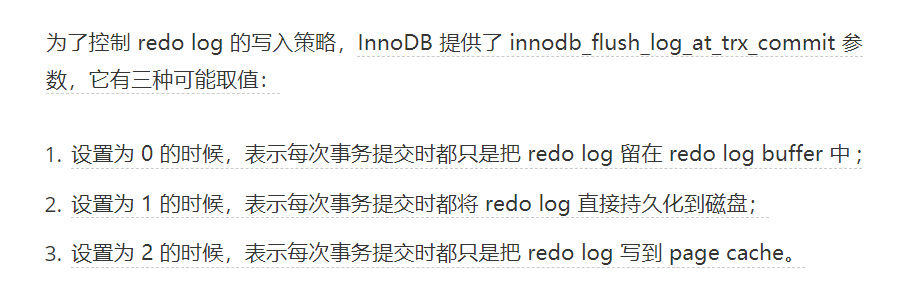 为了控制 redo log 的写入策略，InnoDB 提供了 innodb_flush_log_at_trx_commit 参
数，它有三种可能取值：
1. 设置为 0 的时候，表示每次事务提交时都只是把 redo log 留在 redo log buffer 中 ;
2. 设置为 1 的时候，表示每次事务提交时都将 redo log 直接持久化到磁盘；
3. 设置为 2 的时候，表示每次事务提交时都只是把 redo log 写到 page cache。